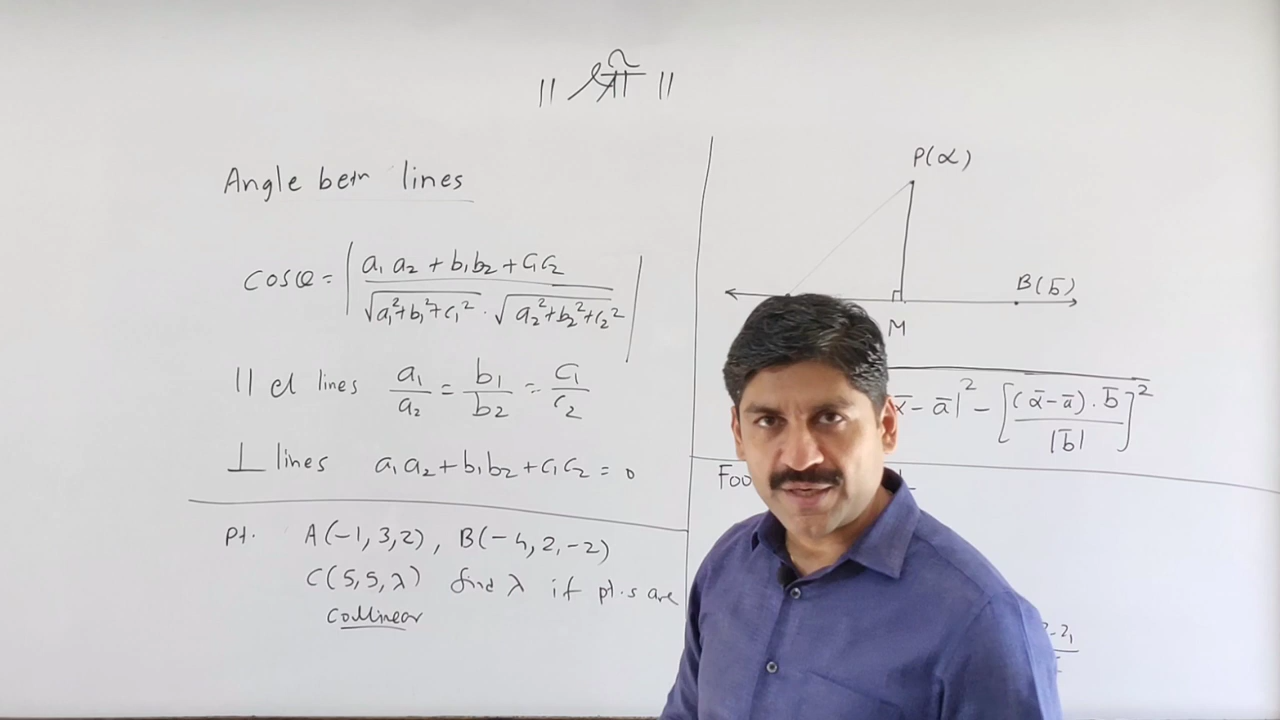 || श्री ||
Angle betn lines
cosθ = | (a₁a₂ + b₁b₂ + c₁c₂) / (√(a₁²+b₁²+c₁²) · √(a₂²+b₂²+c₂²)) |
|| el lines a₁/a₂ = b₁/b₂ = c₁/c₂
⊥ lines a₁a₂ + b₁b₂ + c₁c₂ = 0
Pt. A(-1, 3, 2), B(-4, 2, -2)
C(5, 5, λ) find λ if pt.s are
collinear
P(α)
B(b̄)
M
ᾱ - ā|² - [((ᾱ-ā) · b̄) / |b̄|]²